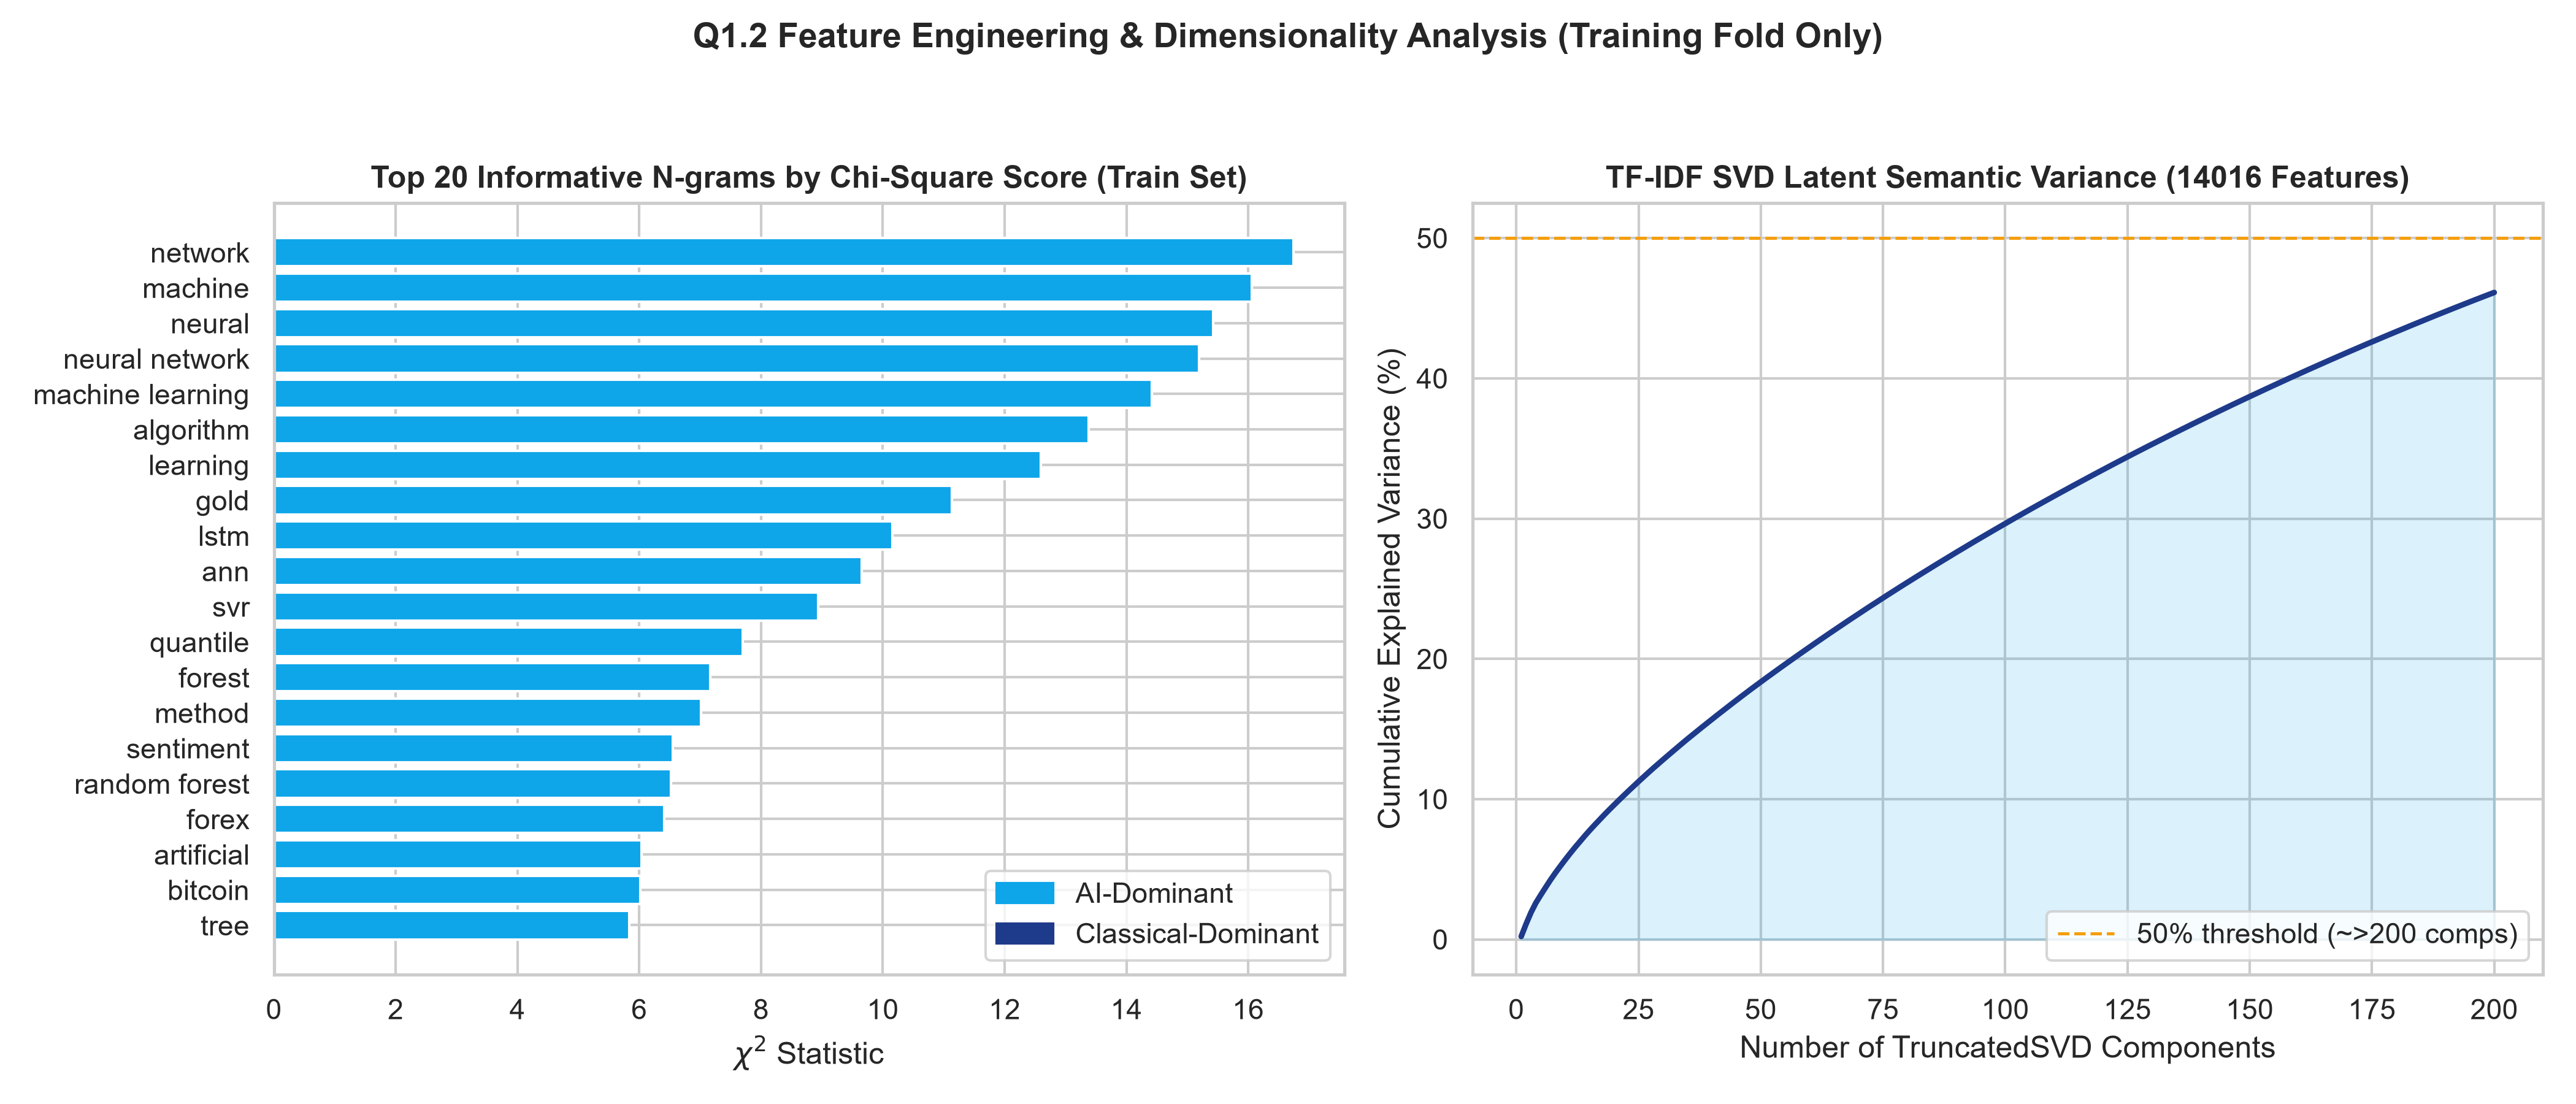 Q1.2 Feature Engineering & Dimensionality Analysis (Training Fold Only)
Top 20 Informative N-grams by Chi-Square Score (Train Set)
network
machine
neural
neural network
machine learning
algorithm
learning
gold
lstm
ann
svr
quantile
forest
method
sentiment
random forest
forex
artificial
bitcoin
tree
AI-Dominant
Classical-Dominant
0 2 4 6 8 10 12 14 16
χ² Statistic
TF-IDF SVD Latent Semantic Variance (14016 Features)
Cumulative Explained Variance (%)
50
40
30
20
10
0
50% threshold (~>200 comps)
0 25 50 75 100 125 150 175 200
Number of TruncatedSVD Components